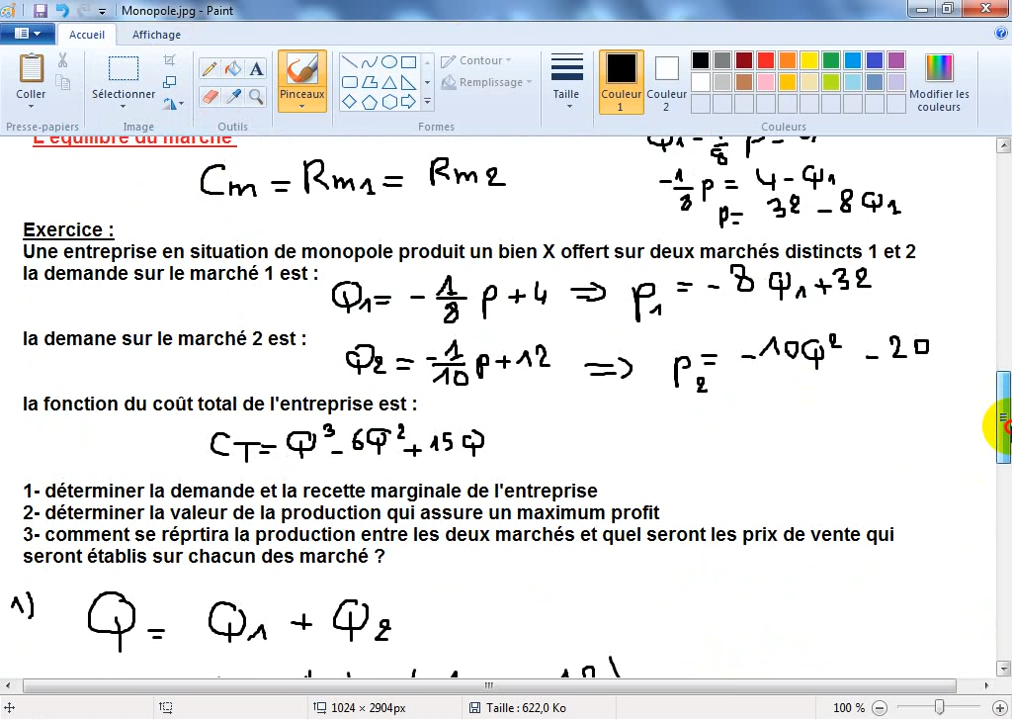 Monopole.jpg - Paint
Accueil Affichage
Coller
Sélectionner
Pinceaux
Contour
Remplissage
Taille
Couleur 1
Couleur 2
Modifier les couleurs
Presse-papiers Image Outils Formes Couleurs
L'équilibre du marché
Cm = Rm1 = Rm2
-1/8 p = 4 - Q1
p = 32 - 8Q1
Exercice :
Une entreprise en situation de monopole produit un bien X offert sur deux marchés distincts 1 et 2
la demande sur le marché 1 est :
Q1 = - 1/8 p + 4 => p1 = - 8 Q1 + 32
la demane sur le marché 2 est :
Q2 = -1/10 p + 12 => p2 = -10Q² - 20
la fonction du coût total de l'entreprise est :
CT = Q³ - 6Q² + 15Q
1- déterminer la demande et la recette marginale de l'entreprise
2- déterminer la valeur de la production qui assure un maximum profit
3- comment se réprtira la production entre les deux marchés et quel seront les prix de vente qui
seront établis sur chacun des marché ?
1) Q = Q1 + Q2
1024 × 2904px Taille : 622,0 Ko 100 %